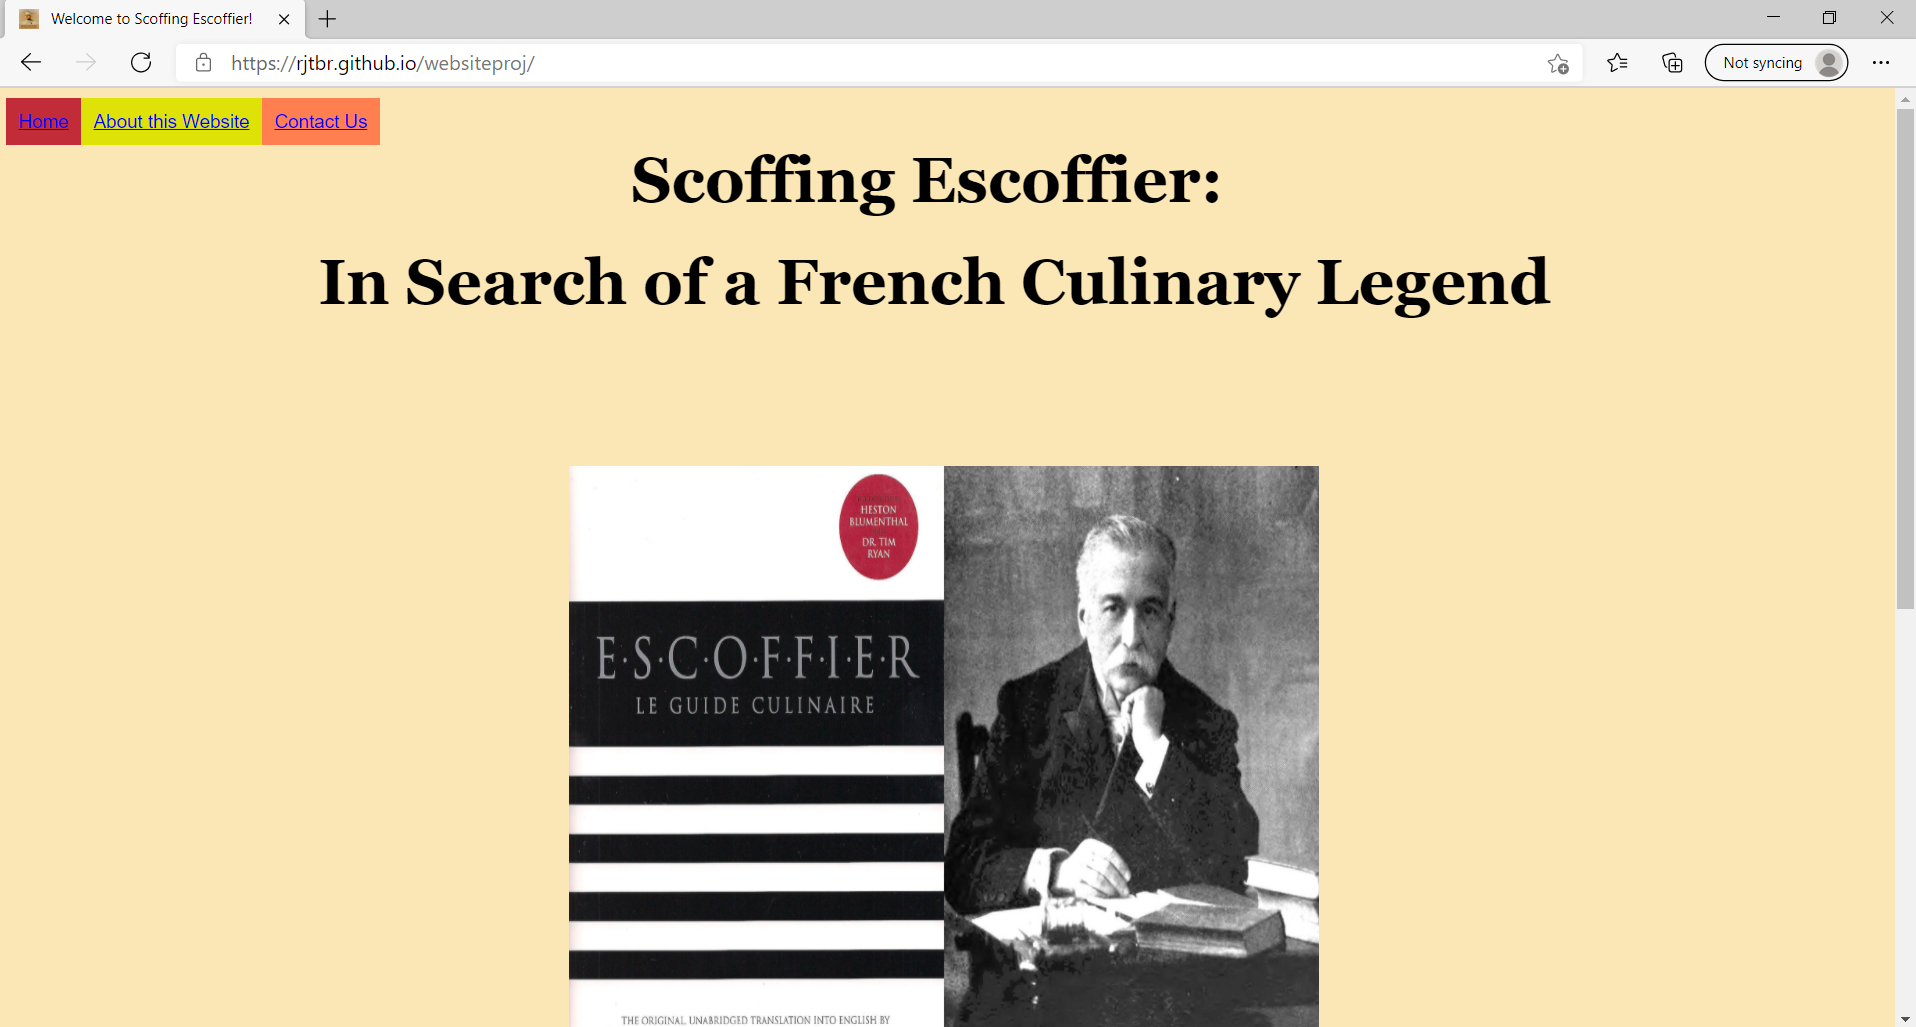 Welcome to Scoffing Escoffier!
https://rjtbr.github.io/websiteproj/
Not syncing
Home About this Website Contact Us
Scoffing Escoffier:
In Search of a French Culinary Legend
HESTON
BLUMENTHAL
DR. TIM
RYAN
E·S·C·O·F·F·I·E·R
LE GUIDE CULINAIRE
THE ORIGINAL UNABRIDGED TRANSLATION INTO ENGLISH BY